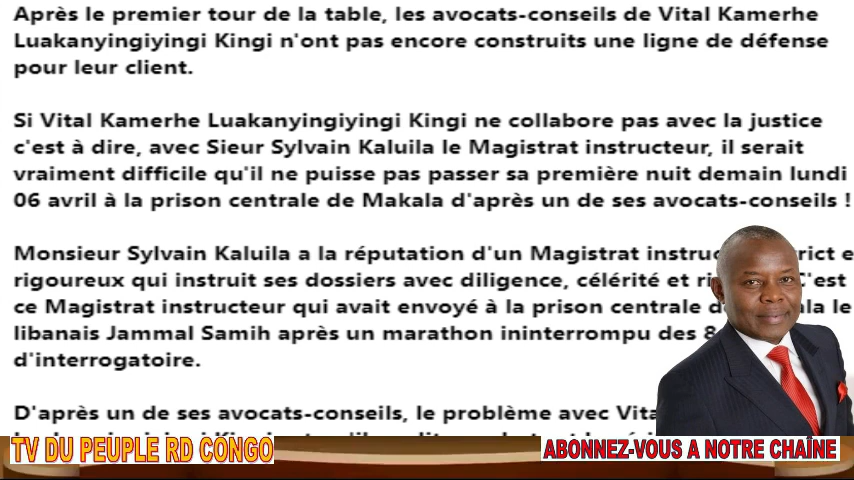 Après le premier tour de la table, les avocats-conseils de Vital Kamerhe
Luakanyingiyingi Kingi n'ont pas encore construits une ligne de défense
pour leur client.
Si Vital Kamerhe Luakanyingiyingi Kingi ne collabore pas avec la justice
c'est à dire, avec Sieur Sylvain Kaluila le Magistrat instructeur, il serait
vraiment difficile qu'il ne puisse pas passer sa première nuit demain lundi
06 avril à la prison centrale de Makala d'après un de ses avocats-conseils !
Monsieur Sylvain Kaluila a la réputation d'un Magistrat
rigoureux qui instruit ses dossiers avec diligence, célérité et C'est
ce Magistrat instructeur qui avait envoyé à la prison centrale le
libanais Jammal Samih après un marathon ininterrompu des 8
d'interrogatoire.
D'après un de ses avocats-conseils, le problème avec
TV DU PEUPLE RD CONGO
ABONNEZ-VOUS A NOTRE CHAÎNE